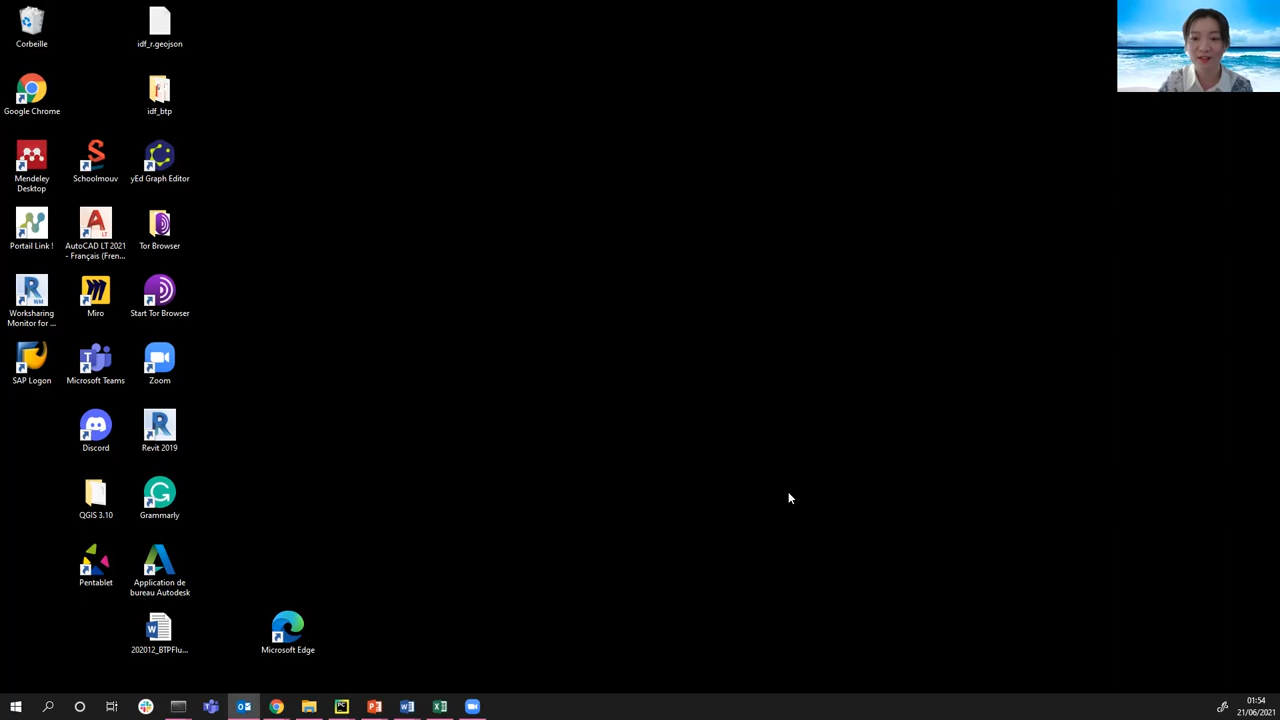 Corbeille
idf_r.geojson
Google Chrome
idf_btp
Mendeley
Desktop
Schoolmouv
yEd Graph Editor
Portail Link !
AutoCAD LT 2021
- Français (Fren...
Tor Browser
Worksharing
Monitor for ...
Miro
Start Tor Browser
SAP Logon
Microsoft Teams
Zoom
Discord
Revit 2019
QGIS 3.10
Grammarly
Pentablet
Application de
bureau Autodesk
202012_BTPFlu...
Microsoft Edge
01:54
21/06/2021